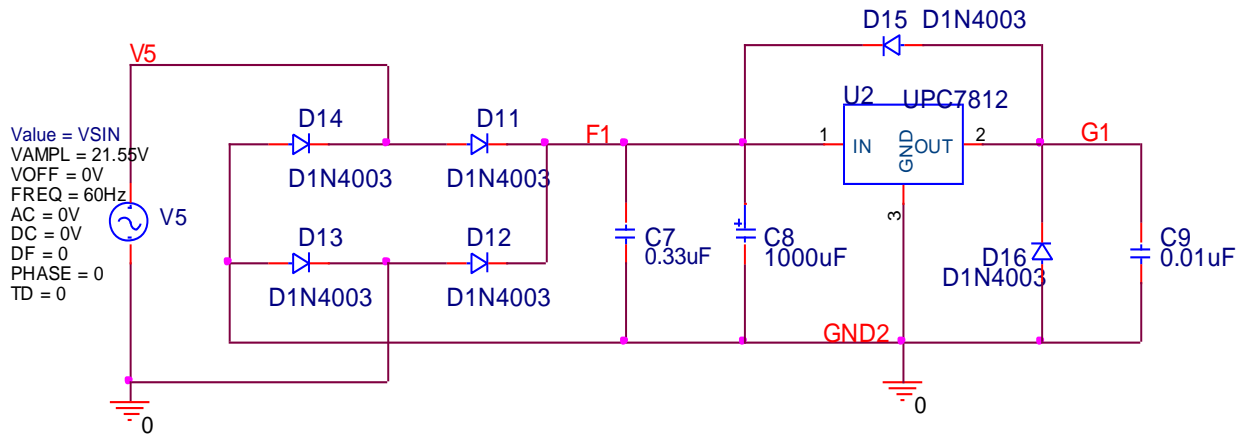 V5
Value = VSIN
VAMPL = 21.55V
VOFF = 0V
FREQ = 60Hz
AC = 0V
DC = 0V
DF = 0
PHASE = 0
TD = 0
V5
0
D14
D1N4003
D11
D1N4003
D13
D1N4003
D12
D1N4003
F1
C7
0.33uF
C8
1000uF
D15 D1N4003
U2 UPC7812
1
IN
GND
OUT
2
3
G1
D16
D1N4003
C9
0.01uF
GND2
0